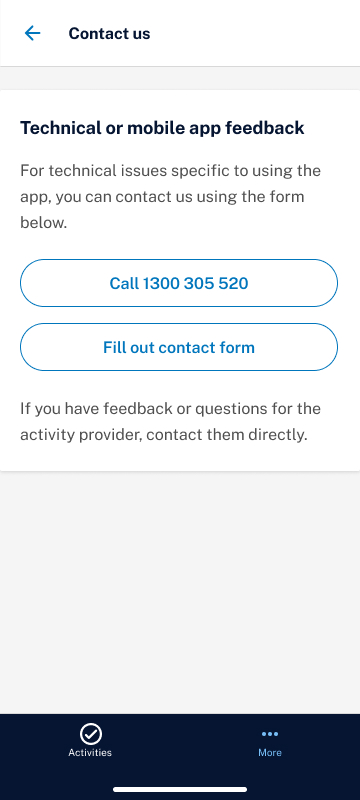 Contact us
Technical or mobile app feedback
For technical issues specific to using the
app, you can contact us using the form
below.
Call 1300 305 520
Fill out contact form
If you have feedback or questions for the
activity provider, contact them directly.
Activities
More